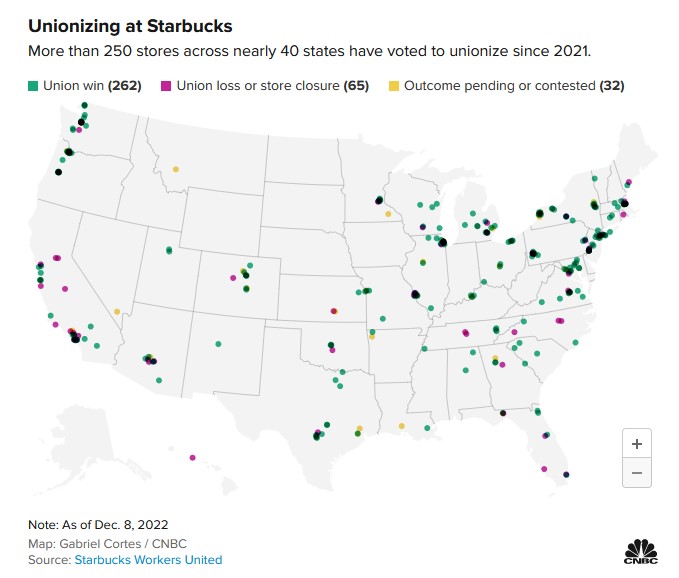 Unionizing at Starbucks
More than 250 stores across nearly 40 states have voted to unionize since 2021.
Union win (262) Union loss or store closure (65) Outcome pending or contested (32)
+
−
Note: As of Dec. 8, 2022
Map: Gabriel Cortes / CNBC
Source: Starbucks Workers United
CNBC